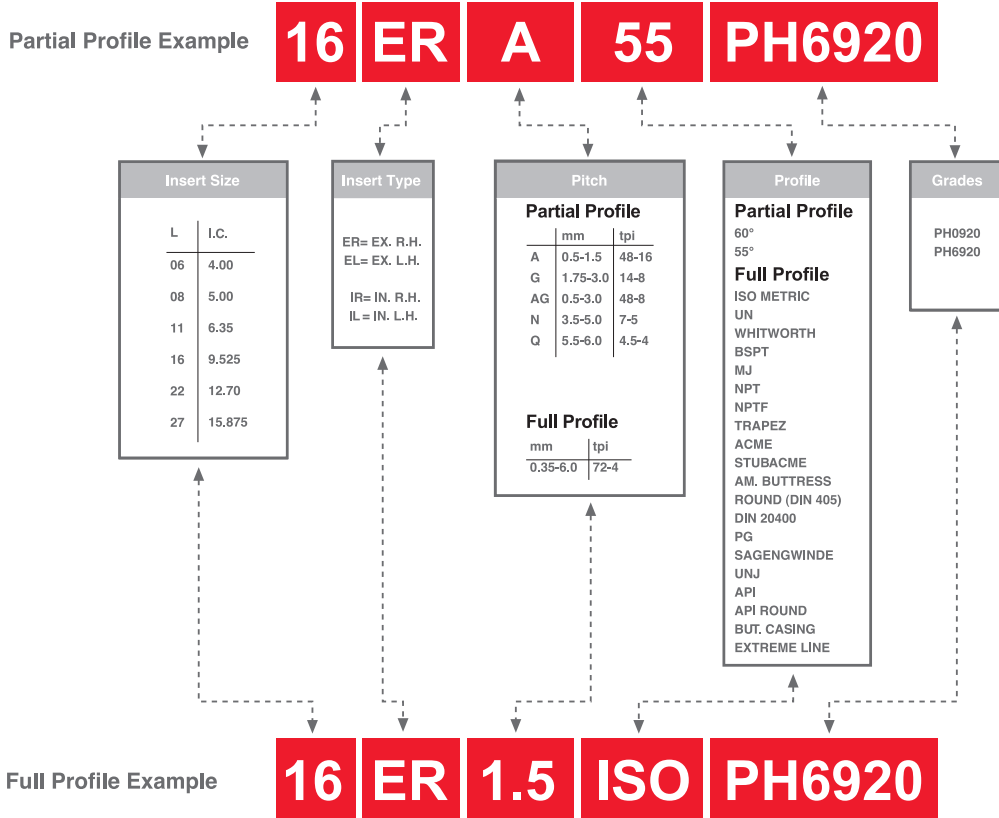 Partial Profile Example 16 ER A 55 PH6920
Insert Size
L I.C.
06 4.00
08 5.00
11 6.35
16 9.525
22 12.70
27 15.875
Insert Type
ER= EX. R.H.
EL= EX. L.H.
IR= IN. R.H.
IL= IN. L.H.
Pitch
Partial Profile
mm tpi
A 0.5-1.5 48-16
G 1.75-3.0 14-8
AG 0.5-3.0 48-8
N 3.5-5.0 7-5
Q 5.5-6.0 4.5-4
Full Profile
mm tpi
0.35-6.0 72-4
Profile
Partial Profile
60°
55°
Full Profile
ISO METRIC
UN
WHITWORTH
BSPT
MJ
NPT
NPTF
TRAPEZ
ACME
STUBACME
AM. BUTTRESS
ROUND (DIN 405)
DIN 20400
PG
SAGENGWINDE
UNJ
API
API ROUND
BUT. CASING
EXTREME LINE
Grades
PH0920
PH6920
Full Profile Example 16 ER 1.5 ISO PH6920